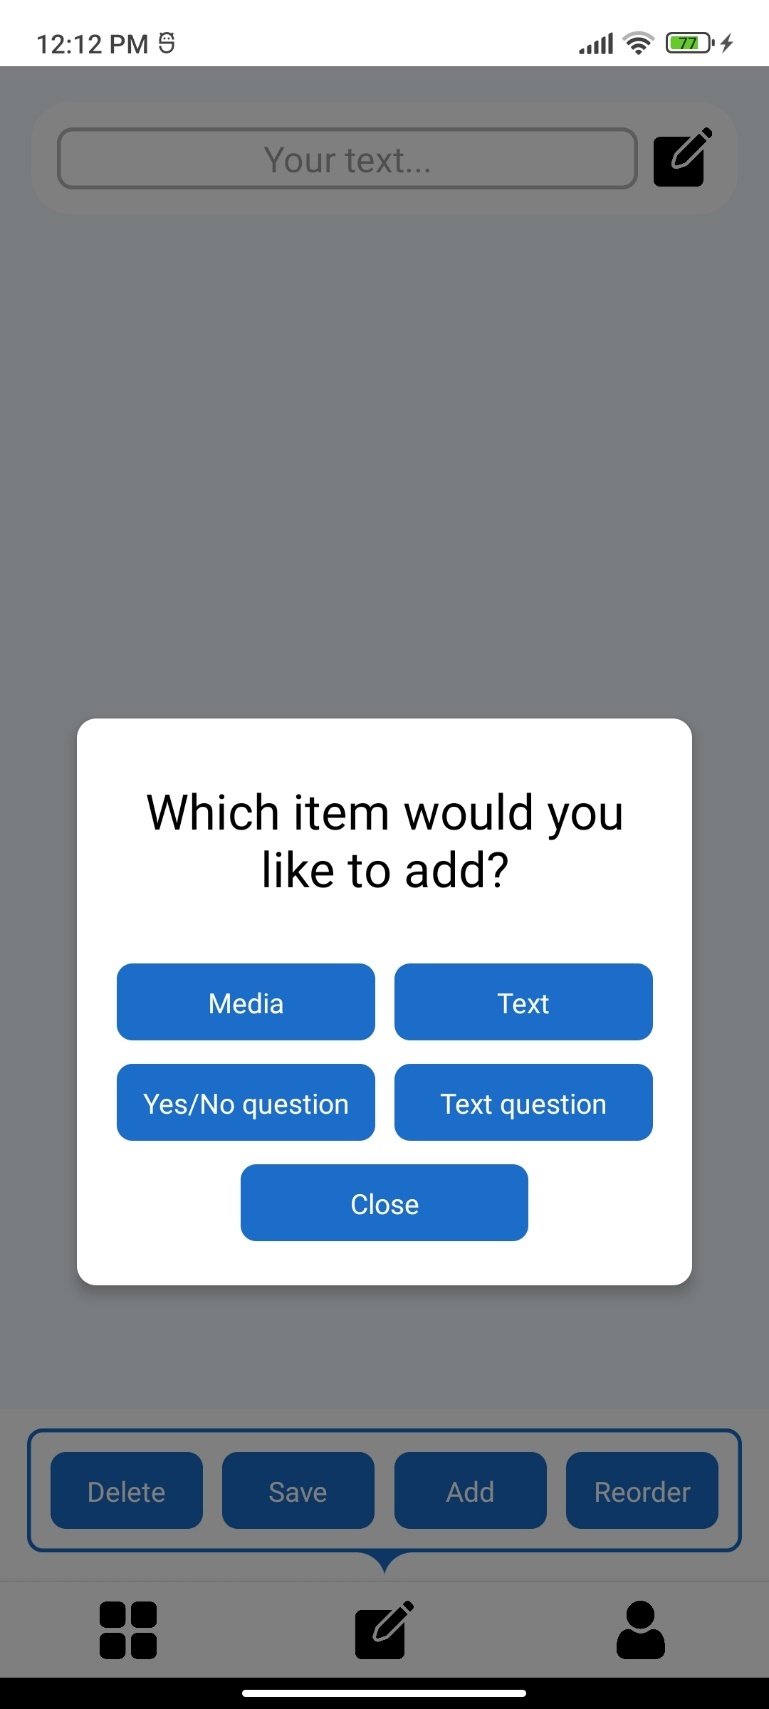 12:12 PM
77
Your text...
Which item would you
like to add?
Media Text
Yes/No question Text question
Close
Delete Save Add Reorder